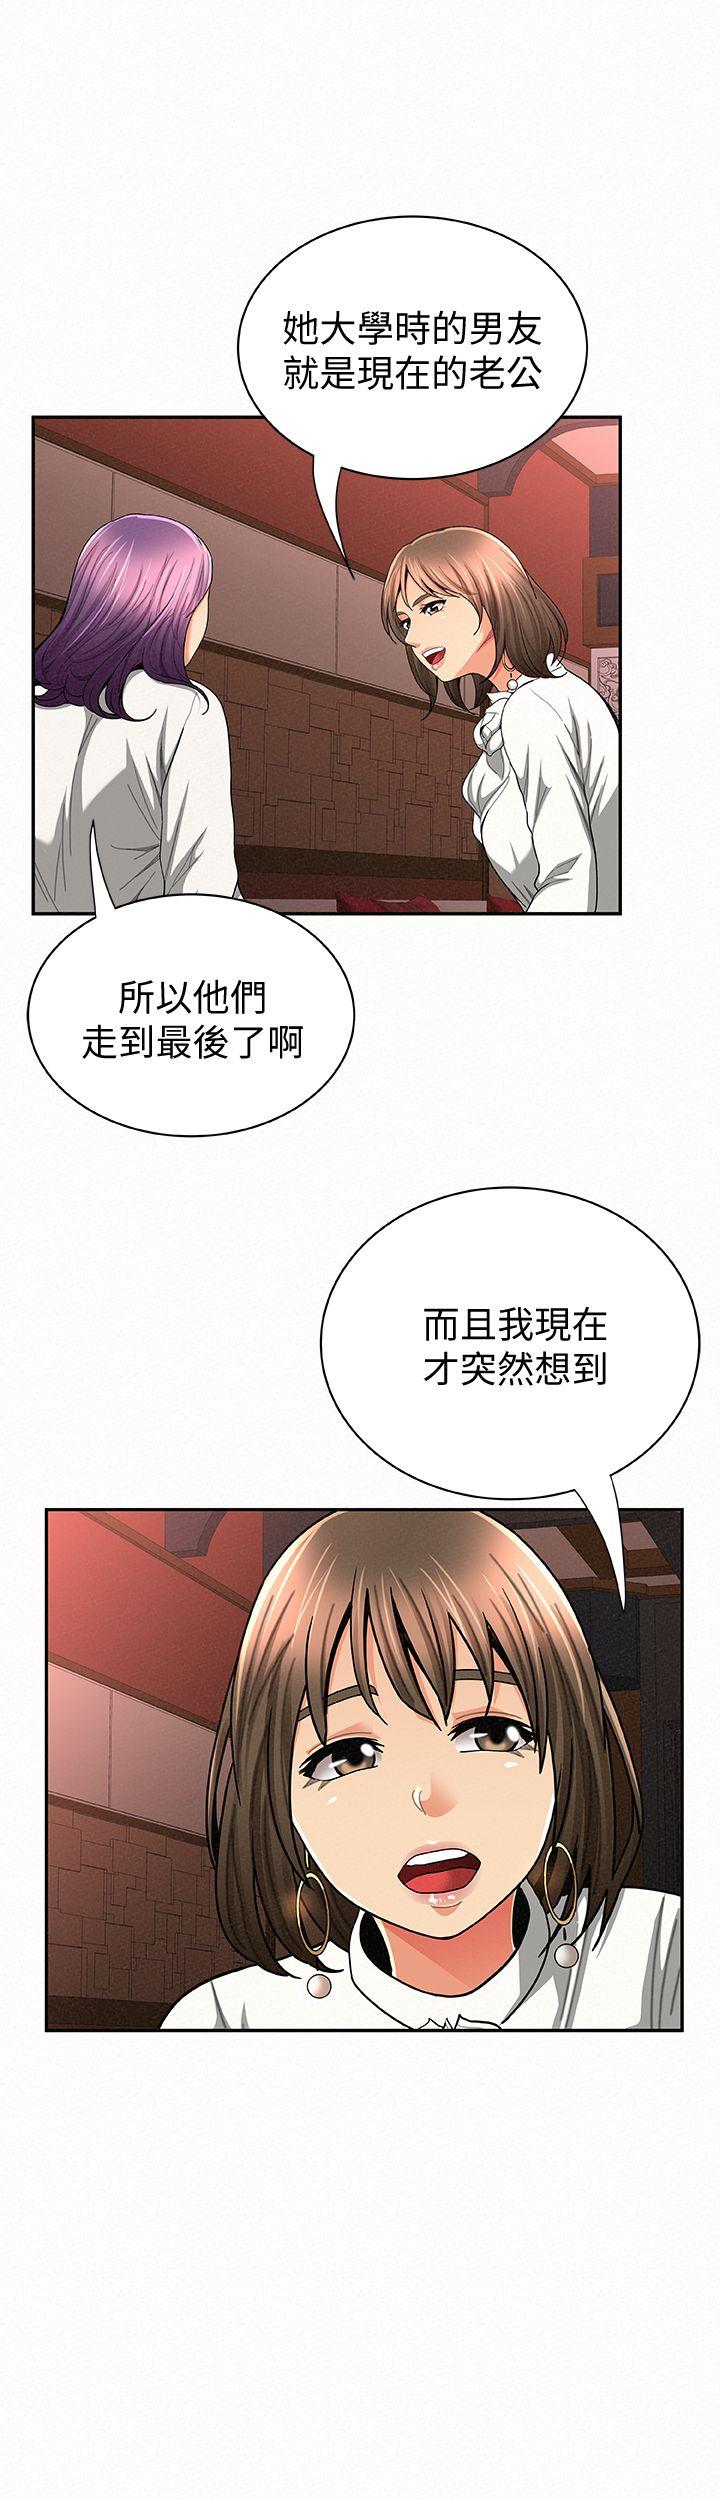 她大學時的男友
就是現在的老公
所以他們
走到最後了啊
而且我現在
才突然想到